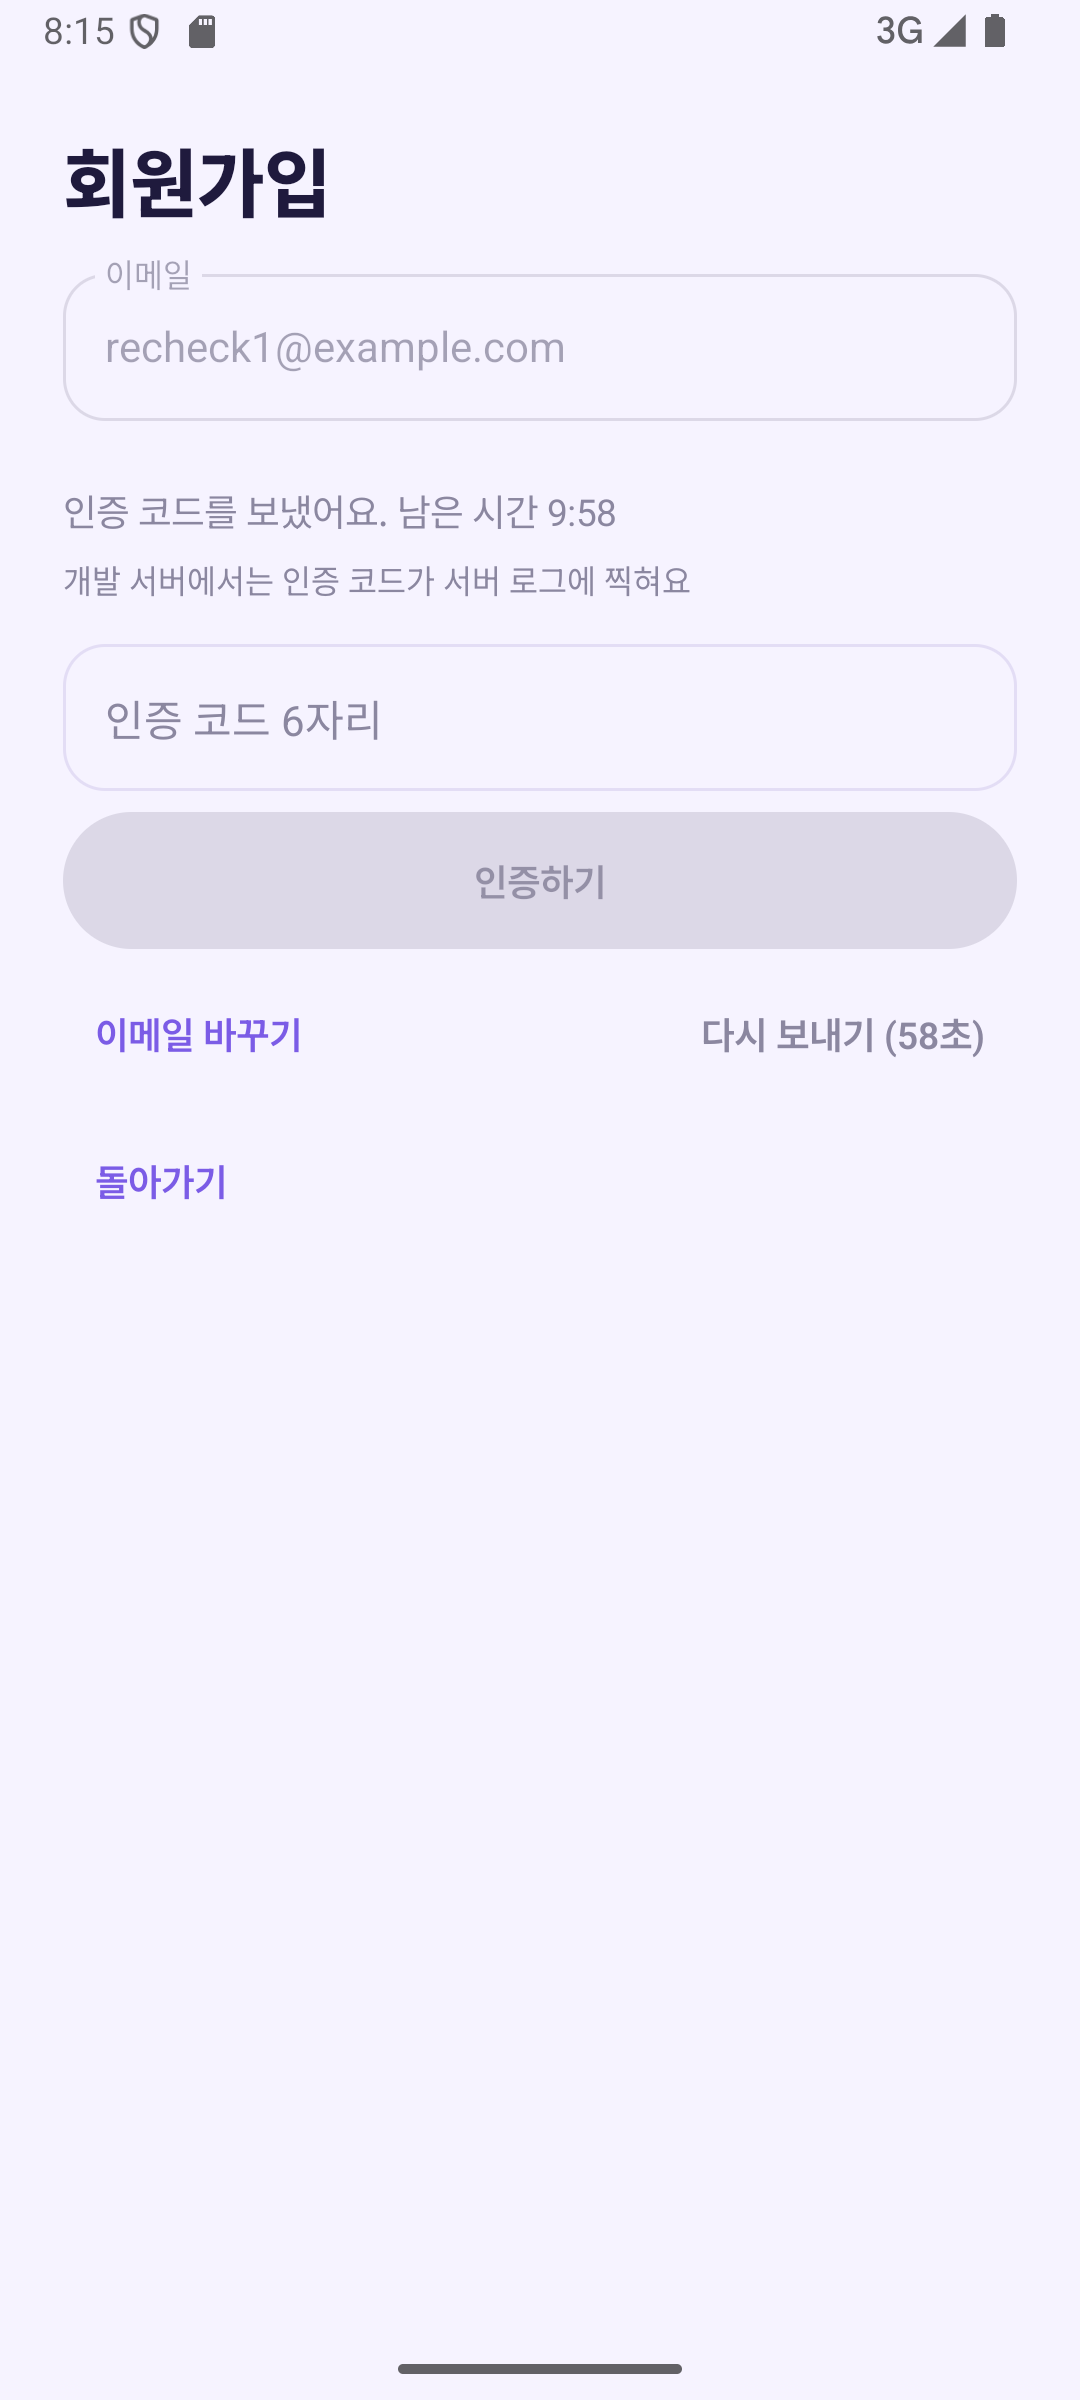 8:15
3G
회원가입
이메일
recheck1@example.com
인증 코드를 보냈어요. 남은 시간 9:58
개발 서버에서는 인증 코드가 서버 로그에 찍혀요
인증 코드 6자리
인증하기
이메일 바꾸기
다시 보내기 (58초)
돌아가기